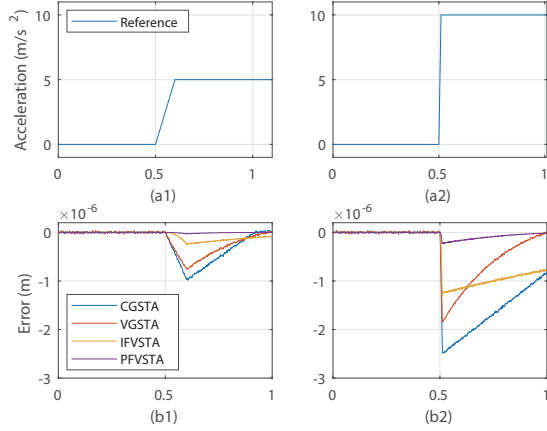 Acceleration (m/s ²)
10
5
0
Reference
0
0.5
1
(a1)
10
5
0
0
0.5
1
(a2)
Error (m)
×10⁻⁶
0
-1
-2
-3
CGSTA
VGSTA
IFVSTA
PFVSTA
0
0.5
1
(b1)
×10⁻⁶
0
-1
-2
-3
0
0.5
1
(b2)